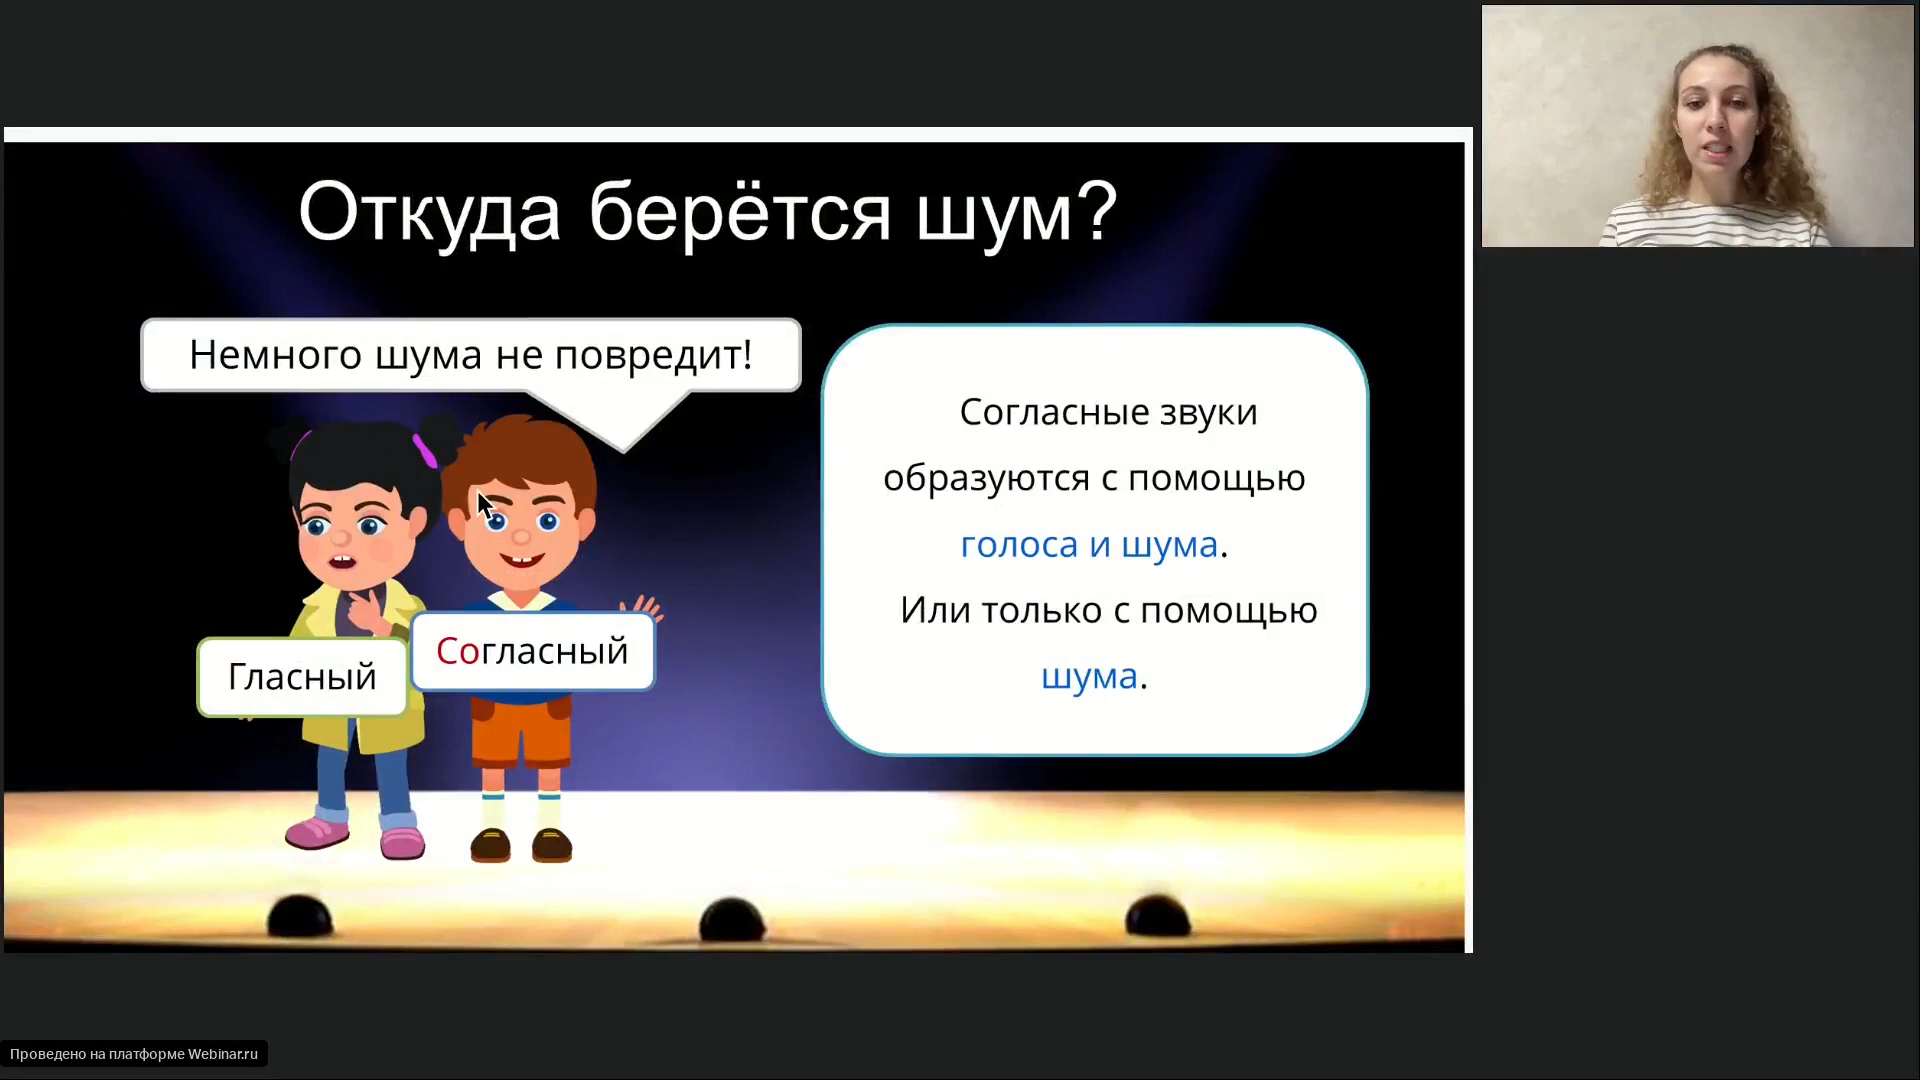 Откуда берётся шум?
Немного шума не повредит!
Гласный
Согласный
Согласные звуки
образуются с помощью
голоса и шума.
Или только с помощью
шума.
Проведено на платформе Webinar.ru